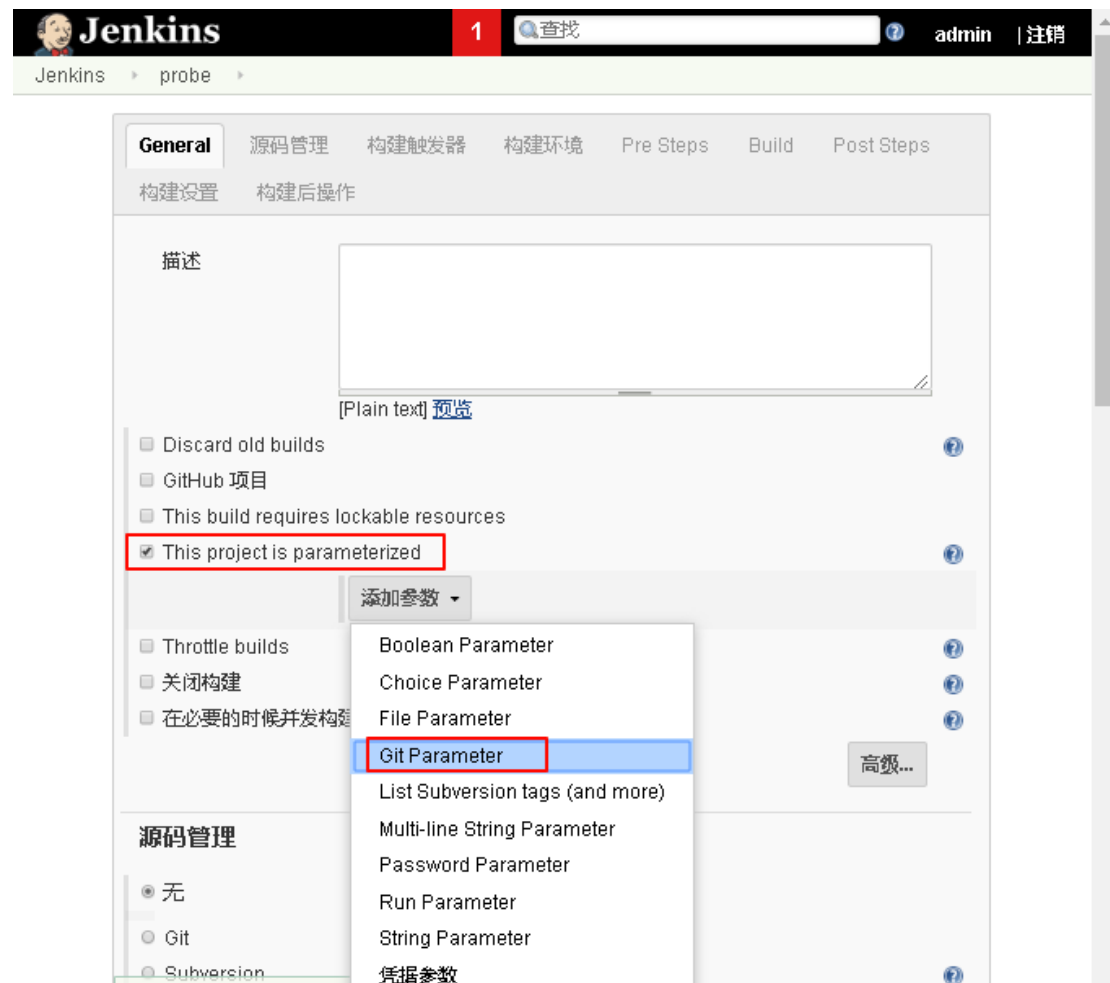 Jenkins 1 查找 admin | 注销
Jenkins probe
General 源码管理 构建触发器 构建环境 Pre Steps Build Post Steps
构建设置 构建后操作
描述
[Plain text] 预览
Discard old builds
GitHub 项目
This build requires lockable resources
This project is parameterized
添加参数
Throttle builds
Boolean Parameter
关闭构建
Choice Parameter
在必要的时候并发构建
File Parameter
Git Parameter
高级...
List Subversion tags (and more)
源码管理
Multi-line String Parameter
Password Parameter
无
Run Parameter
Git
String Parameter
Subversion
凭据参数